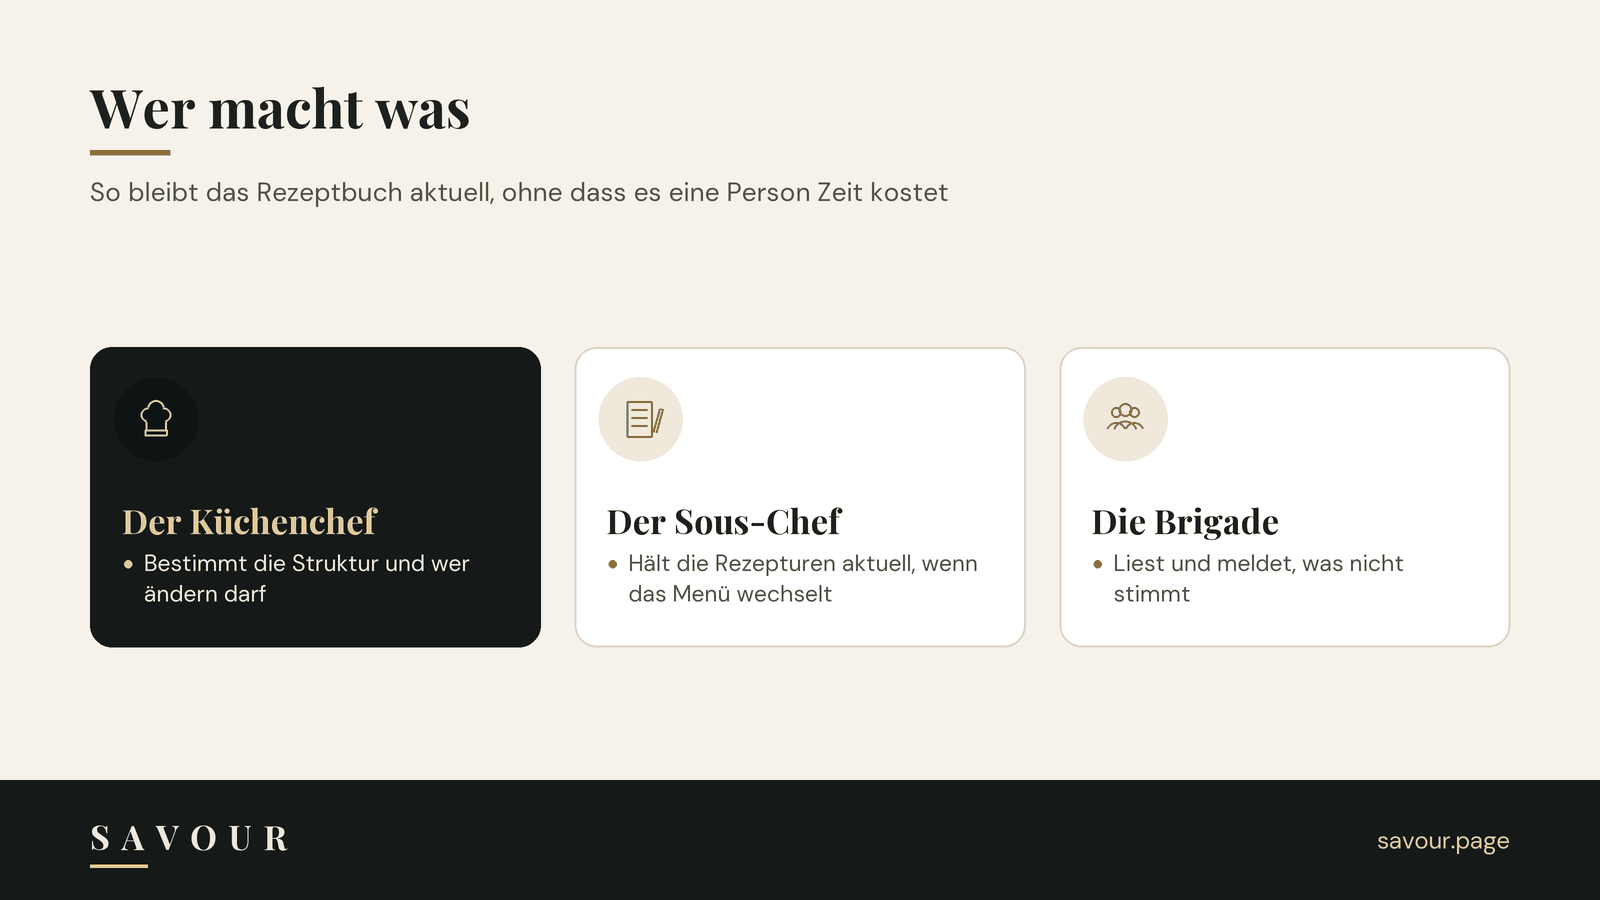 Wer macht was
So bleibt das Rezeptbuch aktuell, ohne dass es eine Person Zeit kostet
Der Küchenchef
• Bestimmt die Struktur und wer
ändern darf
Der Sous-Chef
• Hält die Rezepturen aktuell, wenn
das Menü wechselt
Die Brigade
• Liest und meldet, was nicht
stimmt
SAVOUR
savour.page